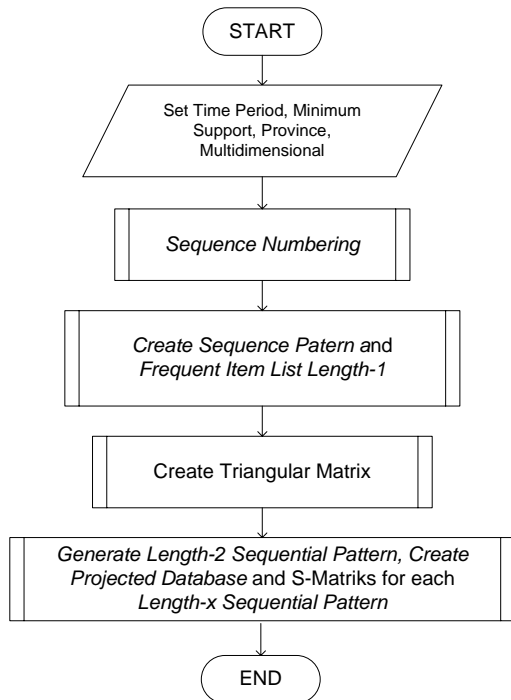 START
Set Time Period, Minimum
Support, Province,
Multidimensional
Sequence Numbering
Create Sequence Patern and
Frequent Item List Length-1
Create Triangular Matrix
Generate Length-2 Sequential Pattern, Create
Projected Database and S-Matriks for each
Length-x Sequential Pattern
END